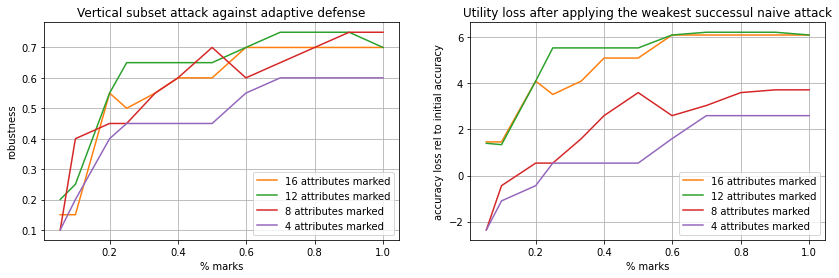 Vertical subset attack against adaptive defense
robustness
0.7
0.6
0.5
0.4
0.3
0.2
0.1
16 attributes marked
12 attributes marked
8 attributes marked
4 attributes marked
0.2
0.4
0.6
0.8
1.0
% marks
Utility loss after applying the weakest successul naive attack
accuracy loss rel to initial accuracy
6
4
2
0
−2
16 attributes marked
12 attributes marked
8 attributes marked
4 attributes marked
0.2
0.4
0.6
0.8
1.0
% marks